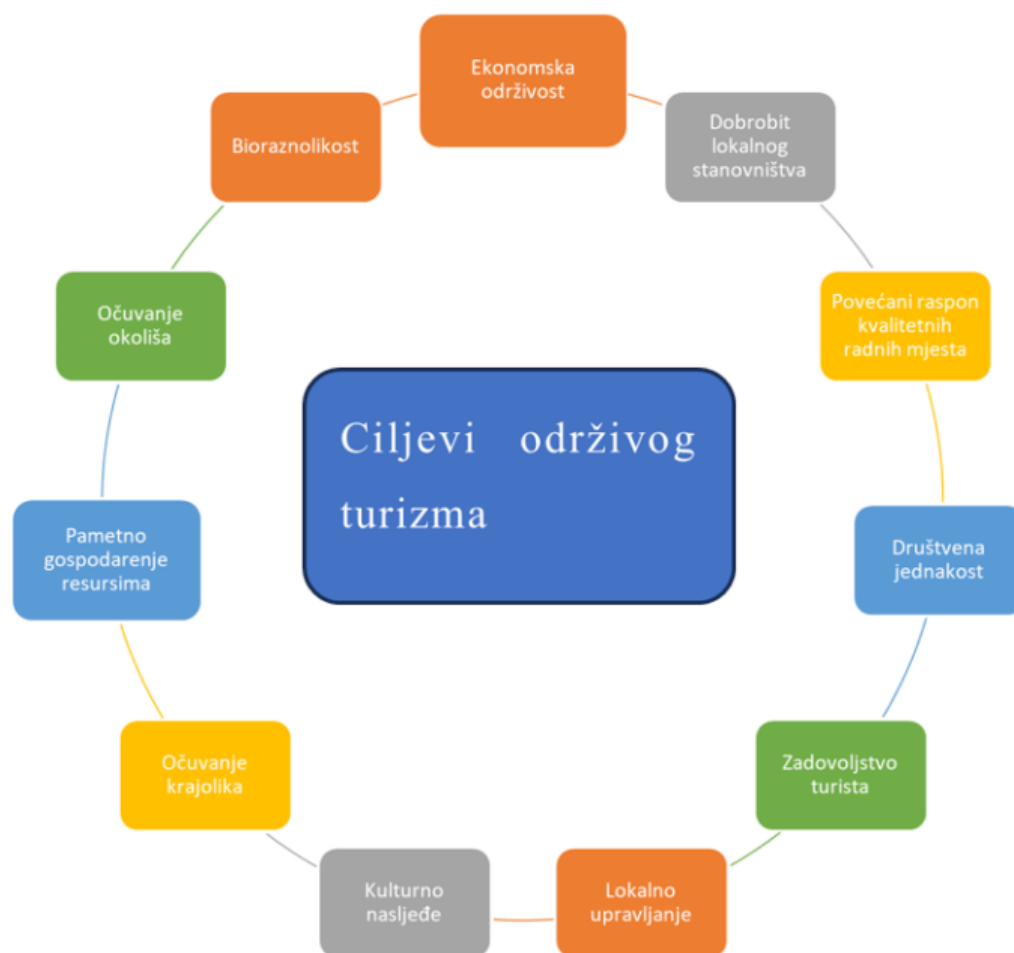 Ekonomska
održivost
Dobrobit
lokalnog
stanovništva
Povećani raspon
kvalitetnih
radnih mjesta
Društvena
jednakost
Zadovoljstvo
turista
Lokalno
upravljanje
Kulturno
nasljeđe
Očuvanje
krajolika
Pametno
gospodarenje
resursima
Očuvanje
okoliša
Bioraznolikost
Ciljevi održivog
turizma